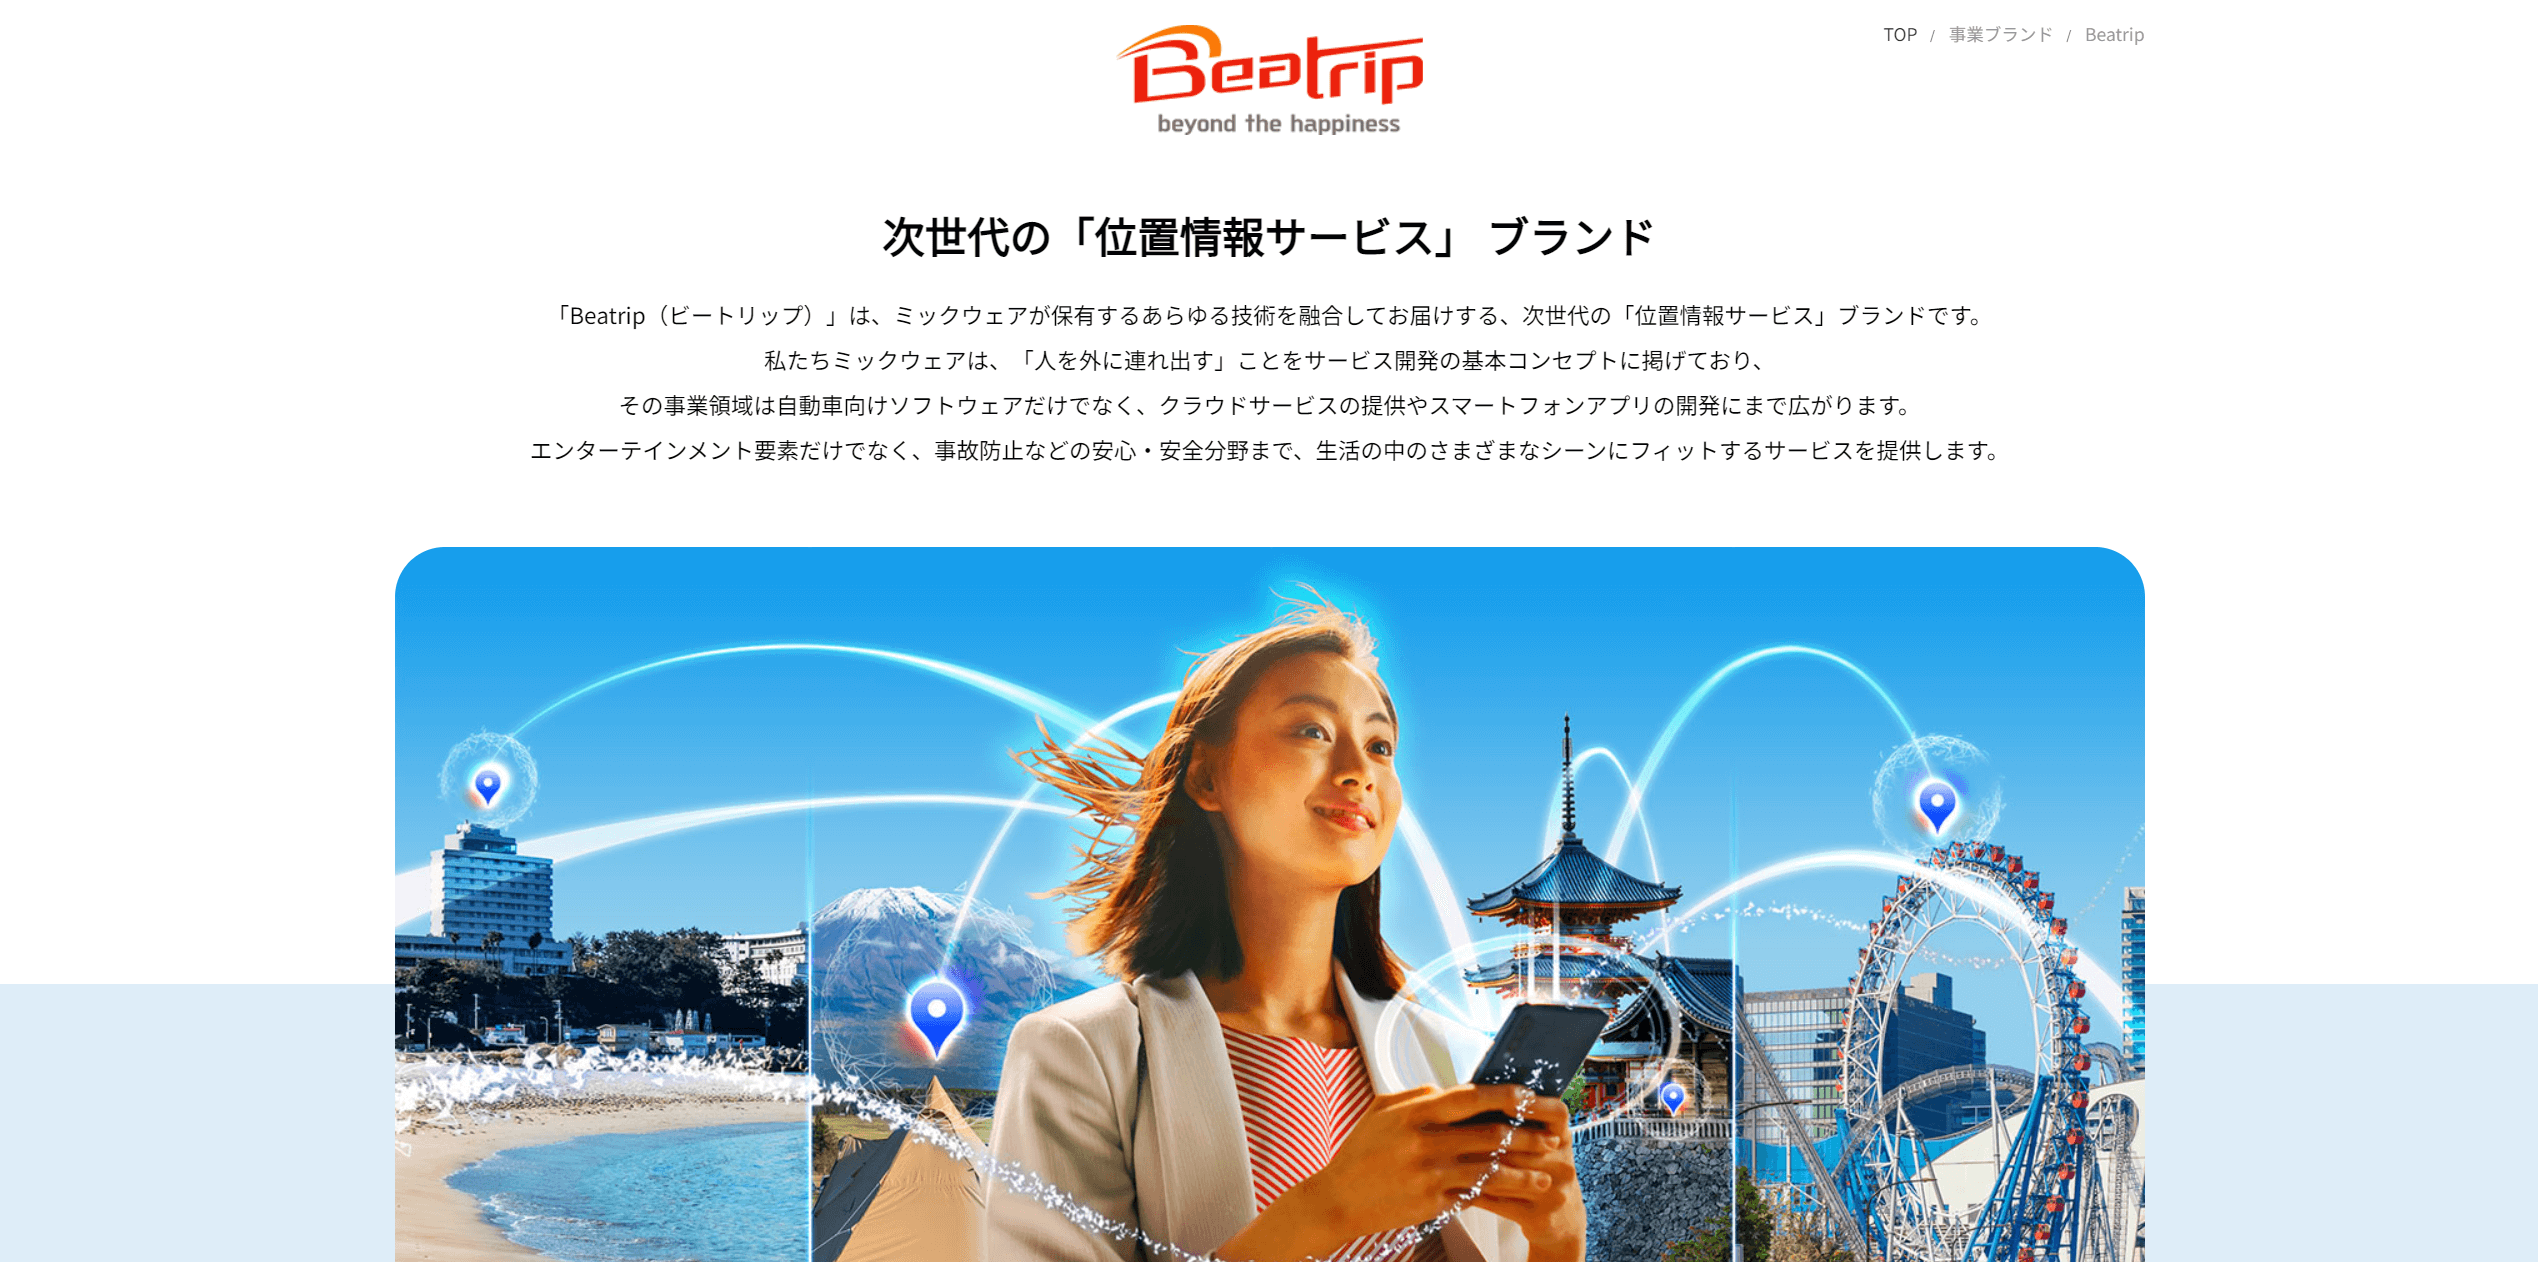 Beatrip
beyond the happiness
TOP / 事業ブランド / Beatrip
次世代の「位置情報サービス」 ブランド
「Beatrip（ビートリップ）」は、ミックウェアが保有するあらゆる技術を融合してお届けする、次世代の「位置情報サービス」ブランドです。
私たちミックウェアは、「人を外に連れ出す」ことをサービス開発の基本コンセプトに掲げており、
その事業領域は自動車向けソフトウェアだけでなく、クラウドサービスの提供やスマートフォンアプリの開発にまで広がります。
エンターテインメント要素だけでなく、事故防止などの安心・安全分野まで、生活の中のさまざまなシーンにフィットするサービスを提供します。